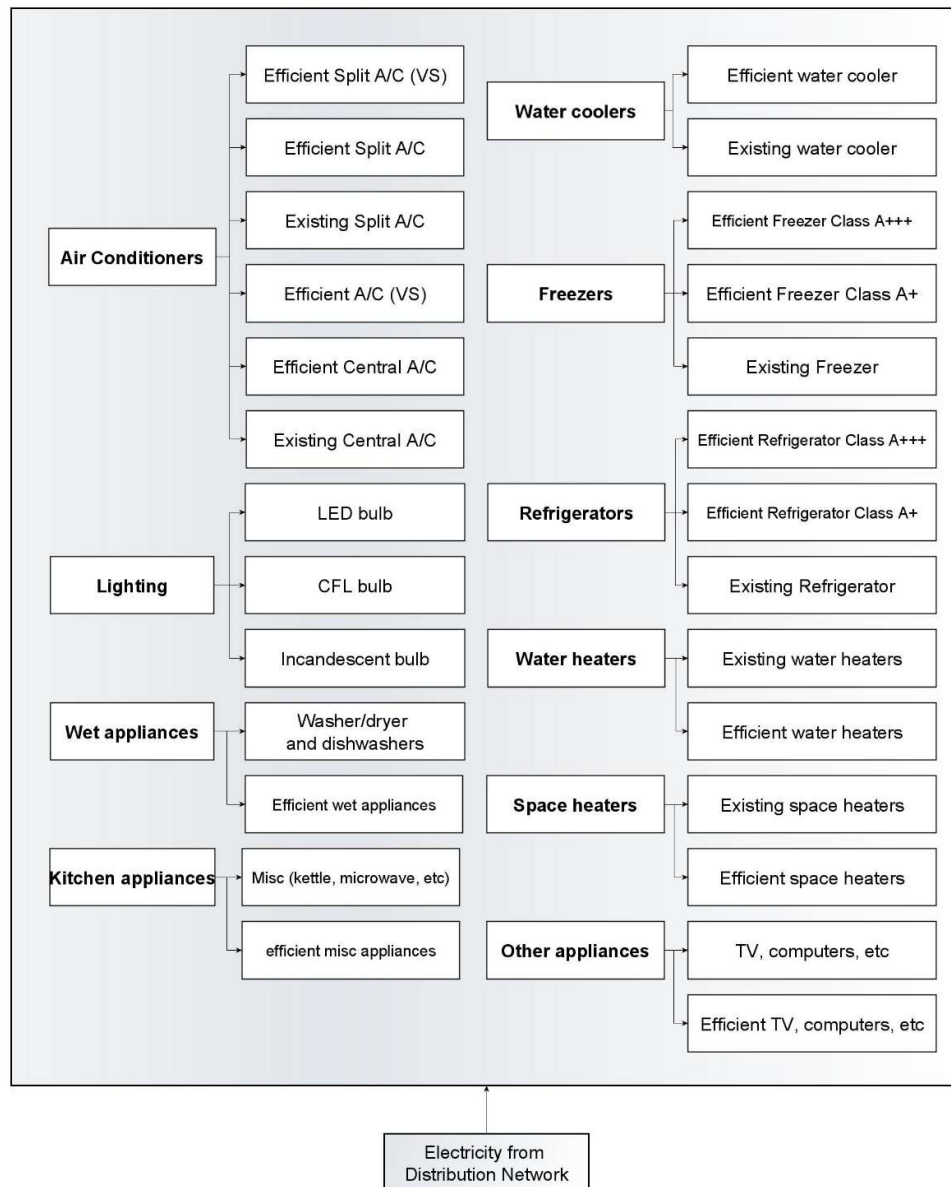 Air Conditioners
Efficient Split A/C (VS)
Efficient Split A/C
Existing Split A/C
Efficient A/C (VS)
Efficient Central A/C
Existing Central A/C
Lighting
LED bulb
CFL bulb
Incandescent bulb
Wet appliances
Washer/dryer
and dishwashers
Efficient wet appliances
Kitchen appliances
Misc (kettle, microwave, etc)
efficient misc appliances
Water coolers
Efficient water cooler
Existing water cooler
Freezers
Efficient Freezer Class A+++
Efficient Freezer Class A+
Existing Freezer
Refrigerators
Efficient Refrigerator Class A+++
Efficient Refrigerator Class A+
Existing Refrigerator
Water heaters
Existing water heaters
Efficient water heaters
Space heaters
Existing space heaters
Efficient space heaters
Other appliances
TV, computers, etc
Efficient TV, computers, etc
Electricity from
Distribution Network